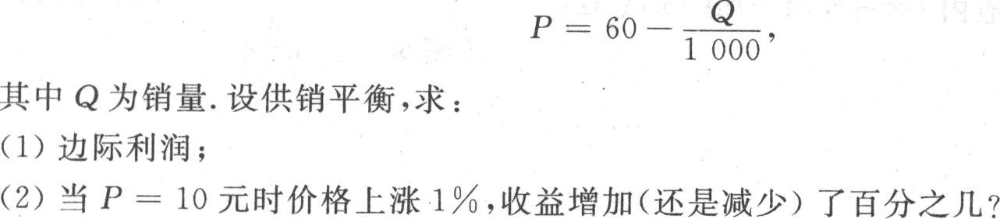 P = 60 − Q/1 000,
其中 Q 为销量. 设供销平衡,求:
(1) 边际利润;
(2) 当 P = 10 元时价格上涨 1%,收益增加(还是减少)了百分之几?